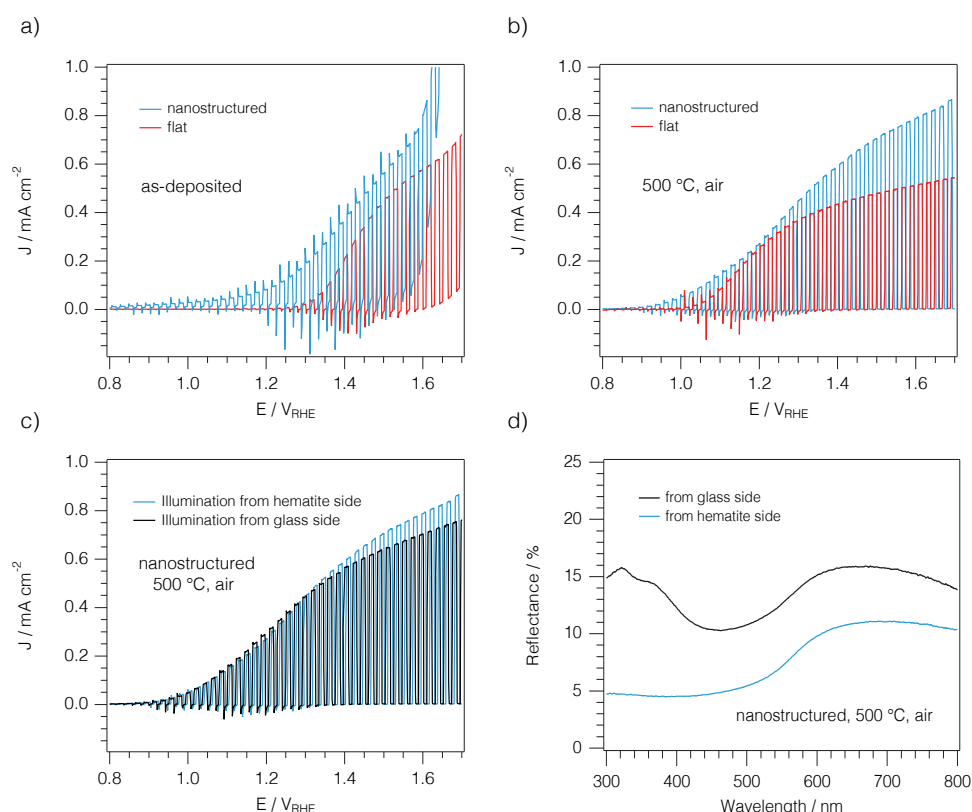 a)
1.0
0.8
0.6
0.4
0.2
0.0
J / mA cm⁻²
nanostructured
flat
as-deposited
0.8 1.0 1.2 1.4 1.6
E / V_RHE
b)
1.0
0.8
0.6
0.4
0.2
0.0
J / mA cm⁻²
nanostructured
flat
500 °C, air
0.8 1.0 1.2 1.4 1.6
E / V_RHE
c)
1.0
0.8
0.6
0.4
0.2
0.0
J / mA cm⁻²
Illumination from hematite side
Illumination from glass side
nanostructured
500 °C, air
0.8 1.0 1.2 1.4 1.6
E / V_RHE
d)
25
20
15
10
5
0
Reflectance / %
from glass side
from hematite side
nanostructured, 500 °C, air
300 400 500 600 700 800
Wavelength / nm